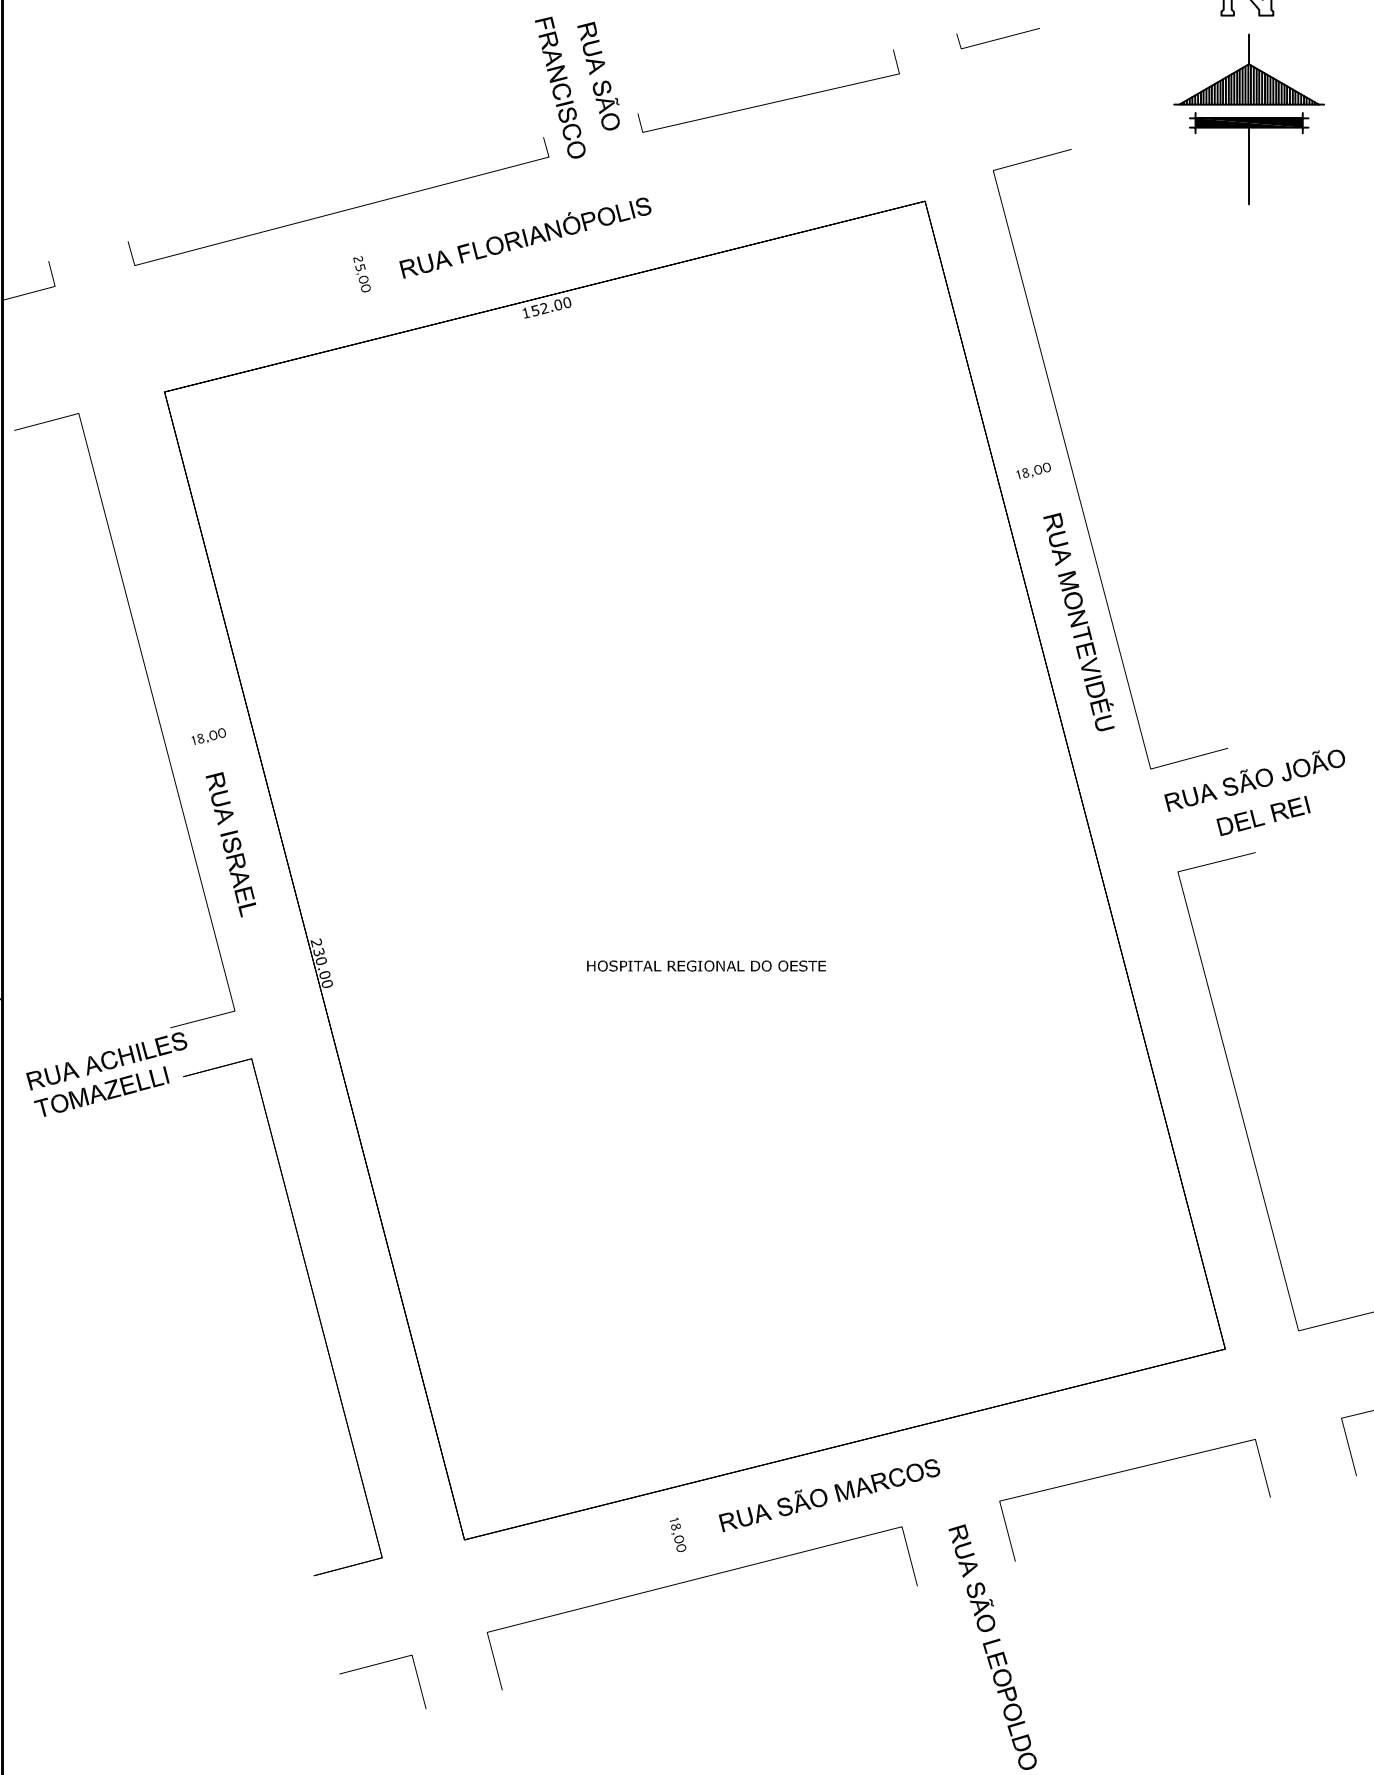 N
RUA SÃO
FRANCISCO
RUA FLORIANÓPOLIS
25,00
152.00
18,00
RUA MONTEVIDÉU
18,00
RUA ISRAEL
RUA SÃO JOÃO
DEL REI
230.00
HOSPITAL REGIONAL DO OESTE
RUA ACHILES
TOMAZELLI
RUA SÃO MARCOS
18,00
RUA SÃO LEOPOLDO